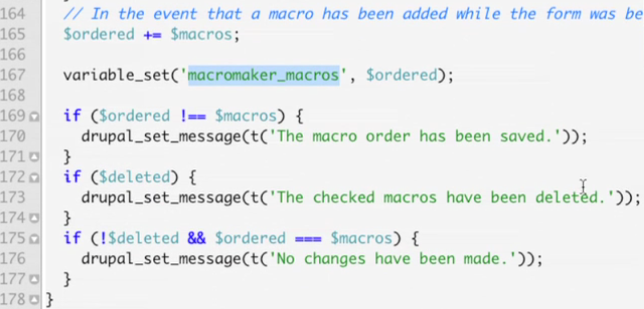 164 // In the event that a macro has been added while the form was be
165 $ordered += $macros;
166
167 variable_set('macromaker_macros', $ordered);
168
169 if ($ordered !== $macros) {
170 drupal_set_message(t('The macro order has been saved.'));
171 }
172 if ($deleted) {
173 drupal_set_message(t('The checked macros have been deleted.'));
174 }
175 if (!$deleted && $ordered === $macros) {
176 drupal_set_message(t('No changes have been made.'));
177 }
178 }